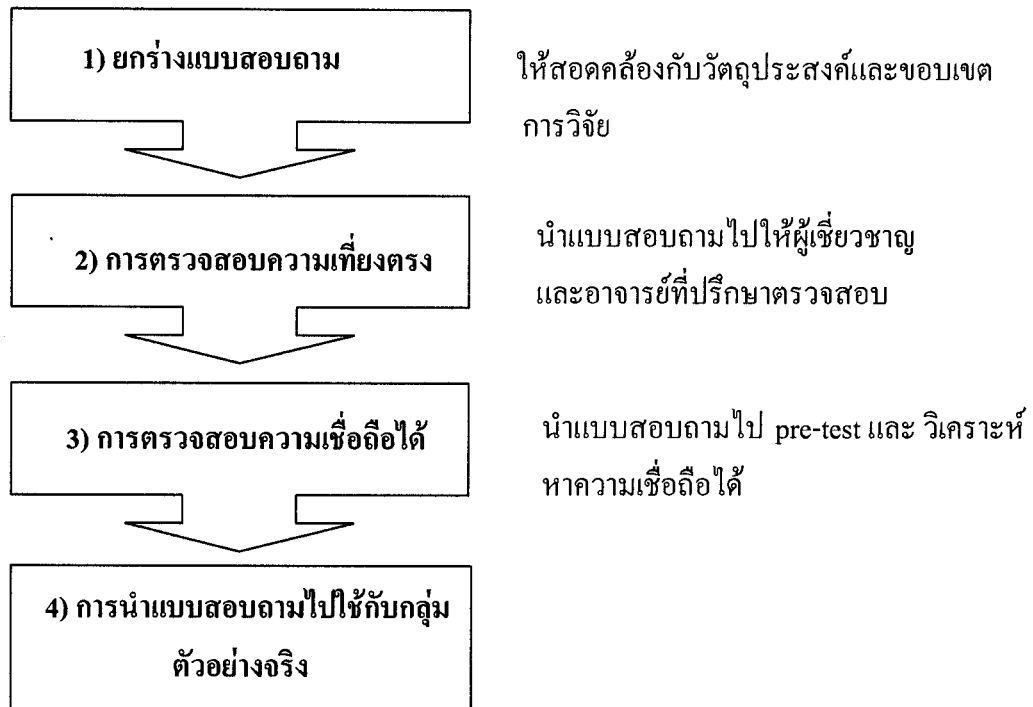 1) ยกร่างแบบสอบถาม
ให้สอดคล้องกับวัตถุประสงค์และขอบเขต
การวิจัย
2) การตรวจสอบความเที่ยงตรง
นำแบบสอบถามไปให้ผู้เชี่ยวชาญ
และอาจารย์ที่ปรึกษาตรวจสอบ
3) การตรวจสอบความเชื่อถือได้
นำแบบสอบถามไป pre-test และ วิเคราะห์
หาความเชื่อถือได้
4) การนำแบบสอบถามไปใช้กับกลุ่ม
ตัวอย่างจริง